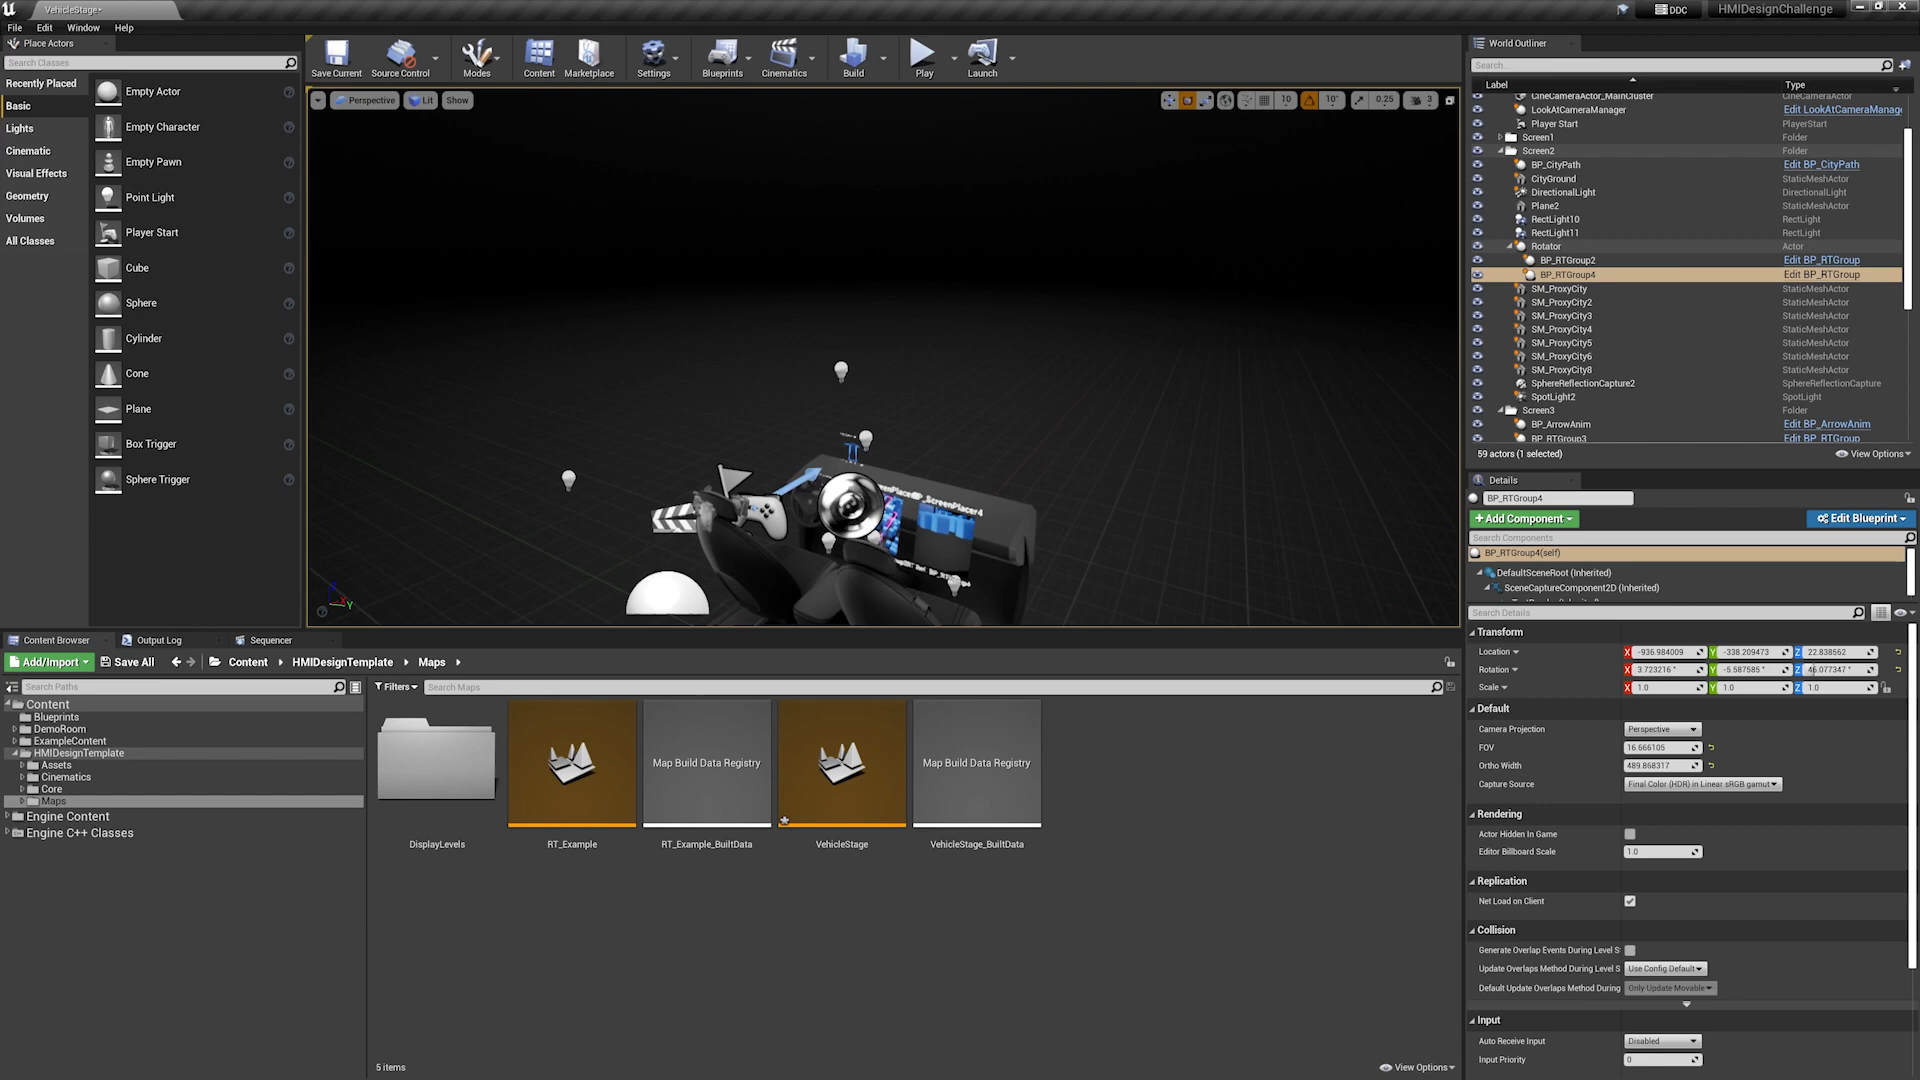 VehicleStage•
DDC
HMIDesignChallenge
File Edit Window Help
Place Actors
Search Classes
Recently Placed
Basic
Lights
Cinematic
Visual Effects
Geometry
Volumes
All Classes
Empty Actor
Empty Character
Empty Pawn
Point Light
Player Start
Cube
Sphere
Cylinder
Cone
Plane
Box Trigger
Sphere Trigger
Save Current
Source Control
Modes
Content
Marketplace
Settings
Blueprints
Cinematics
Build
Play
Launch
Perspective
Lit
Show
10
10°
0.25
3
_ScreenPlacer4
X
Y
World Outliner
Search...
Label Type
CineCameraActor_MainCluster CineCameraActor
LookAtCameraManager Edit LookAtCameraManage
Player Start PlayerStart
Screen1 Folder
Screen2 Folder
BP_CityPath Edit BP_CityPath
CityGround StaticMeshActor
DirectionalLight DirectionalLight
Plane2 StaticMeshActor
RectLight10 RectLight
RectLight11 RectLight
Rotator Actor
BP_RTGroup2 Edit BP_RTGroup
BP_RTGroup4 Edit BP_RTGroup
SM_ProxyCity StaticMeshActor
SM_ProxyCity2 StaticMeshActor
SM_ProxyCity3 StaticMeshActor
SM_ProxyCity4 StaticMeshActor
SM_ProxyCity5 StaticMeshActor
SM_ProxyCity6 StaticMeshActor
SM_ProxyCity8 StaticMeshActor
SphereReflectionCapture2 SphereReflectionCapture
SpotLight2 SpotLight
Screen3 Folder
BP_ArrowAnim Edit BP_ArrowAnim
BP_RTGroup3 Edit BP_RTGroup
59 actors (1 selected)
View Options
Details
BP_RTGroup4
+Add Component
Edit Blueprint
Search Components
BP_RTGroup4(self)
DefaultSceneRoot (Inherited)
SceneCaptureComponent2D (Inherited)
Search Details
Transform
Location X -936.984009 Y -338.209473 Z 22.838562
Rotation X 3.723216 ° Y -5.587585 ° Z 46.077347 °
Scale X 1.0 Y 1.0 Z 1.0
Default
Camera Projection Perspective
FOV 16.666105
Ortho Width 489.868317
Capture Source Final Color (HDR) in Linear sRGB gamut
Rendering
Actor Hidden In Game
Editor Billboard Scale 1.0
Replication
Net Load on Client
Collision
Generate Overlap Events During Level S
Update Overlaps Method During Level S Use Config Default
Default Update Overlaps Method During Only Update Movable
Input
Auto Receive Input Disabled
Input Priority 0
Content Browser
Output Log
Sequencer
Add/Import
Save All
Content
HMIDesignTemplate
Maps
Search Paths
Filters
Search Maps
Content
Blueprints
DemoRoom
ExampleContent
HMIDesignTemplate
Assets
Cinematics
Core
Maps
Engine Content
Engine C++ Classes
Map Build Data Registry
Map Build Data Registry
DisplayLevels
RT_Example
RT_Example_BuiltData
VehicleStage
VehicleStage_BuiltData
5 items
View Options